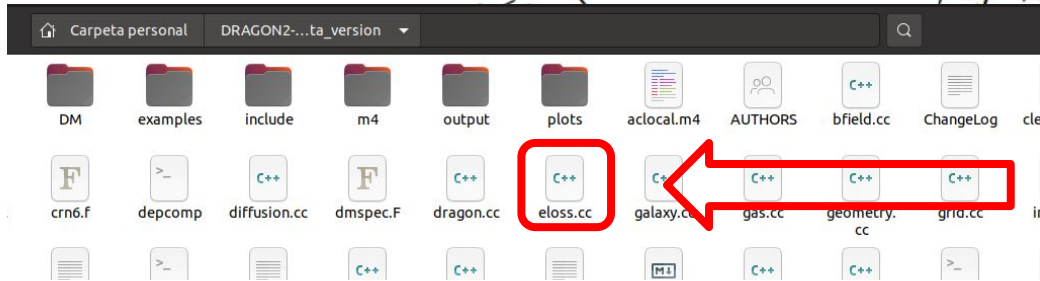 Carpeta personal DRAGON2-...ta_version
C++
DM examples include m4 output plots aclocal.m4 AUTHORS bfield.cc ChangeLog cle
F >_ C++ F C++ C++ C++ C++ C++
crn6.f depcomp diffusion.cc dmspec.F dragon.cc eloss.cc galaxy.cc gas.cc geometry. grid.cc
cc
>_ C++ C++ M↓ C++ C++ >_